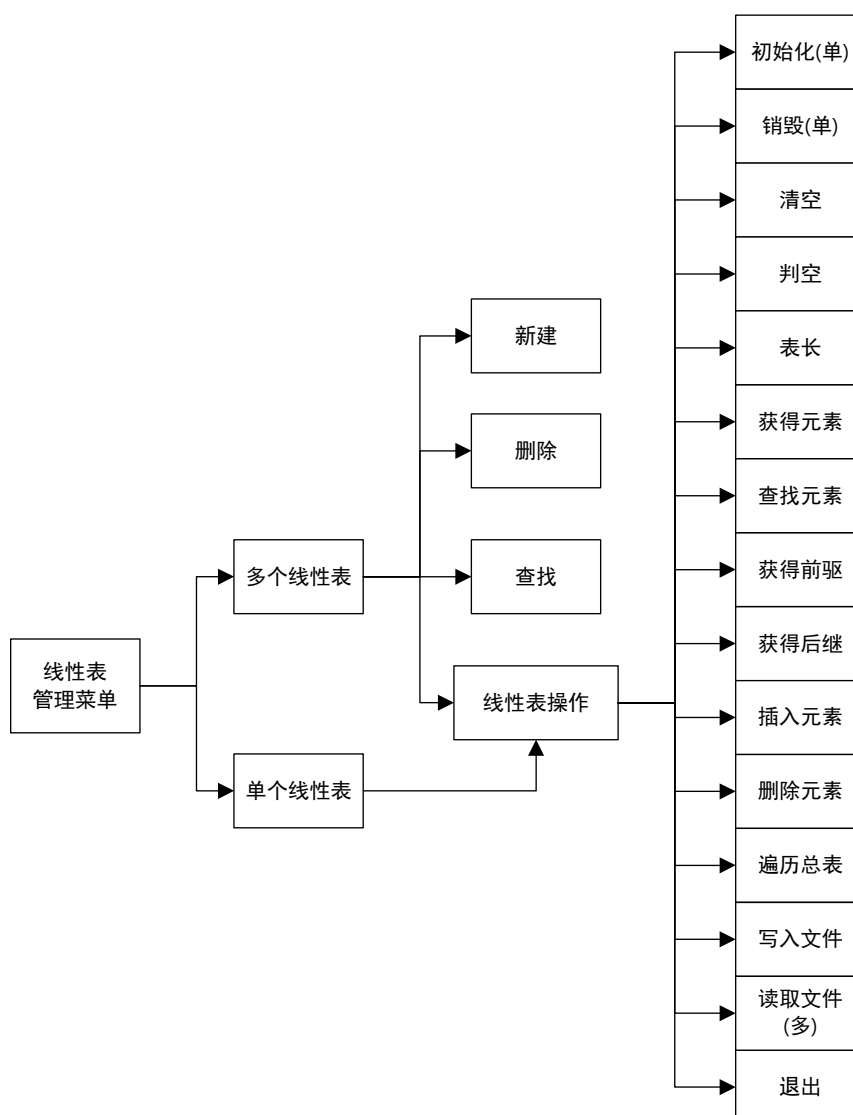 线性表
管理菜单
多个线性表
单个线性表
新建
删除
查找
线性表操作
初始化(单)
销毁(单)
清空
判空
表长
获得元素
查找元素
获得前驱
获得后继
插入元素
删除元素
遍历总表
写入文件
读取文件
(多)
退出